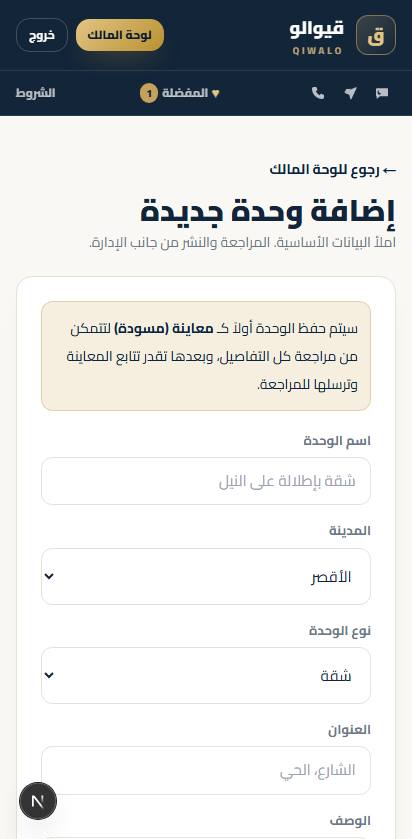 ق
قيوالو
QIWALO
لوحة المالك
خروج
♥ المفضلة 1
الشروط
← رجوع للوحة المالك
إضافة وحدة جديدة
املأ البيانات الأساسية. المراجعة والنشر من جانب الإدارة.
سيتم حفظ الوحدة أولاً كـ معاينة (مسودة) لتتمكن
من مراجعة كل التفاصيل، وبعدها تقدر تتابع المعاينة
وترسلها للمراجعة.
اسم الوحدة
شقة بإطلالة على النيل
المدينة
الأقصر
نوع الوحدة
شقة
العنوان
الشارع، الحي
N
الوصف